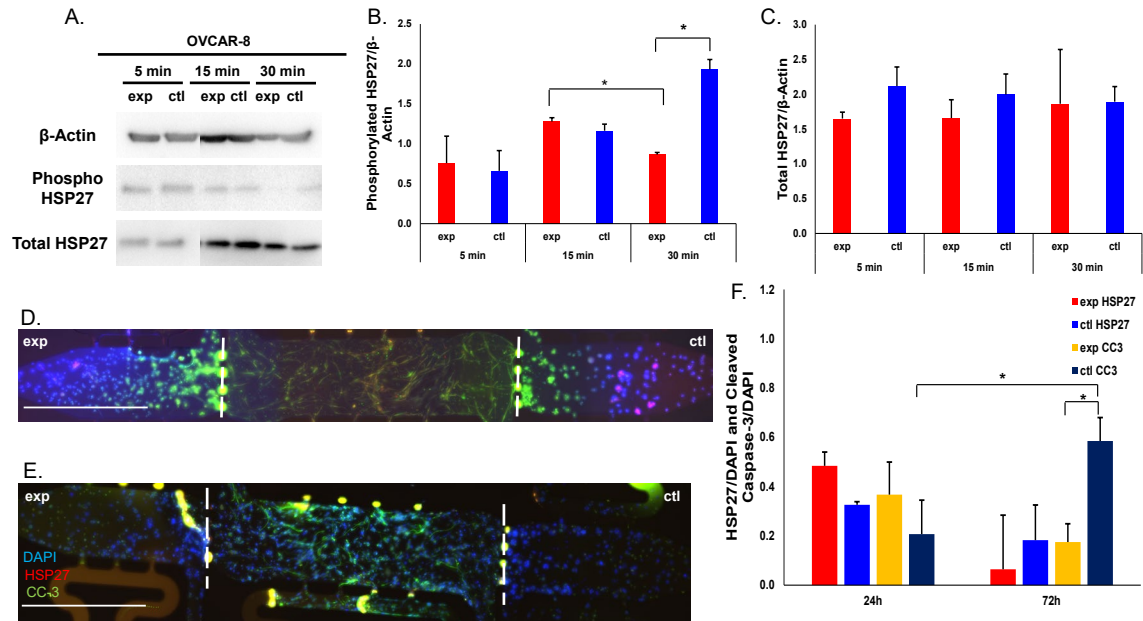 A.
OVCAR-8
5 min 15 min 30 min
exp ctl exp ctl exp ctl
β-Actin
Phospho
HSP27
Total HSP27
B.
Phosphorylated HSP27/β-
Actin
2.5
2.0
1.5
1.0
0.5
0.0
*
*
exp ctl exp ctl exp ctl
5 min 15 min 30 min
C.
Total HSP27/β-Actin
3.0
2.5
2.0
1.5
1.0
0.5
0.0
exp ctl exp ctl exp ctl
5 min 15 min 30 min
D.
exp ctl
E.
exp ctl
DAPI
HSP27
CC-3
F.
HSP27/DAPI and Cleaved
Caspase-3/DAPI
1.2
1.0
0.8
0.6
0.4
0.2
0.0
exp HSP27
ctl HSP27
exp CC3
ctl CC3
*
*
24h 72h